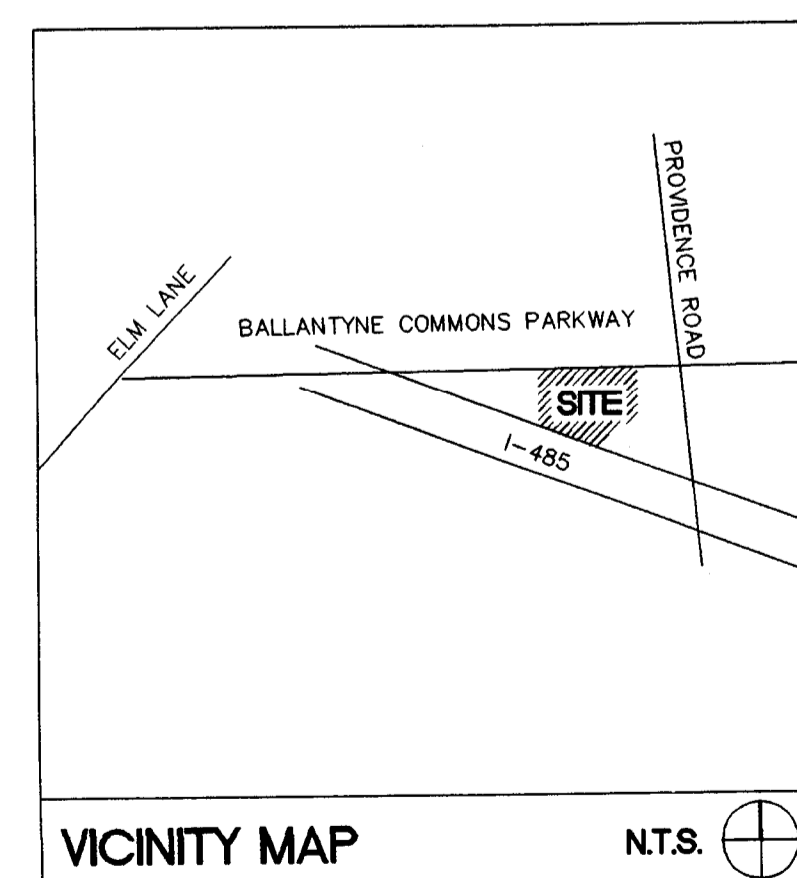 PROVIDENCE ROAD
ELM LANE
BALLANTYNE COMMONS PARKWAY
SITE
I-485
VICINITY MAP
N.T.S.